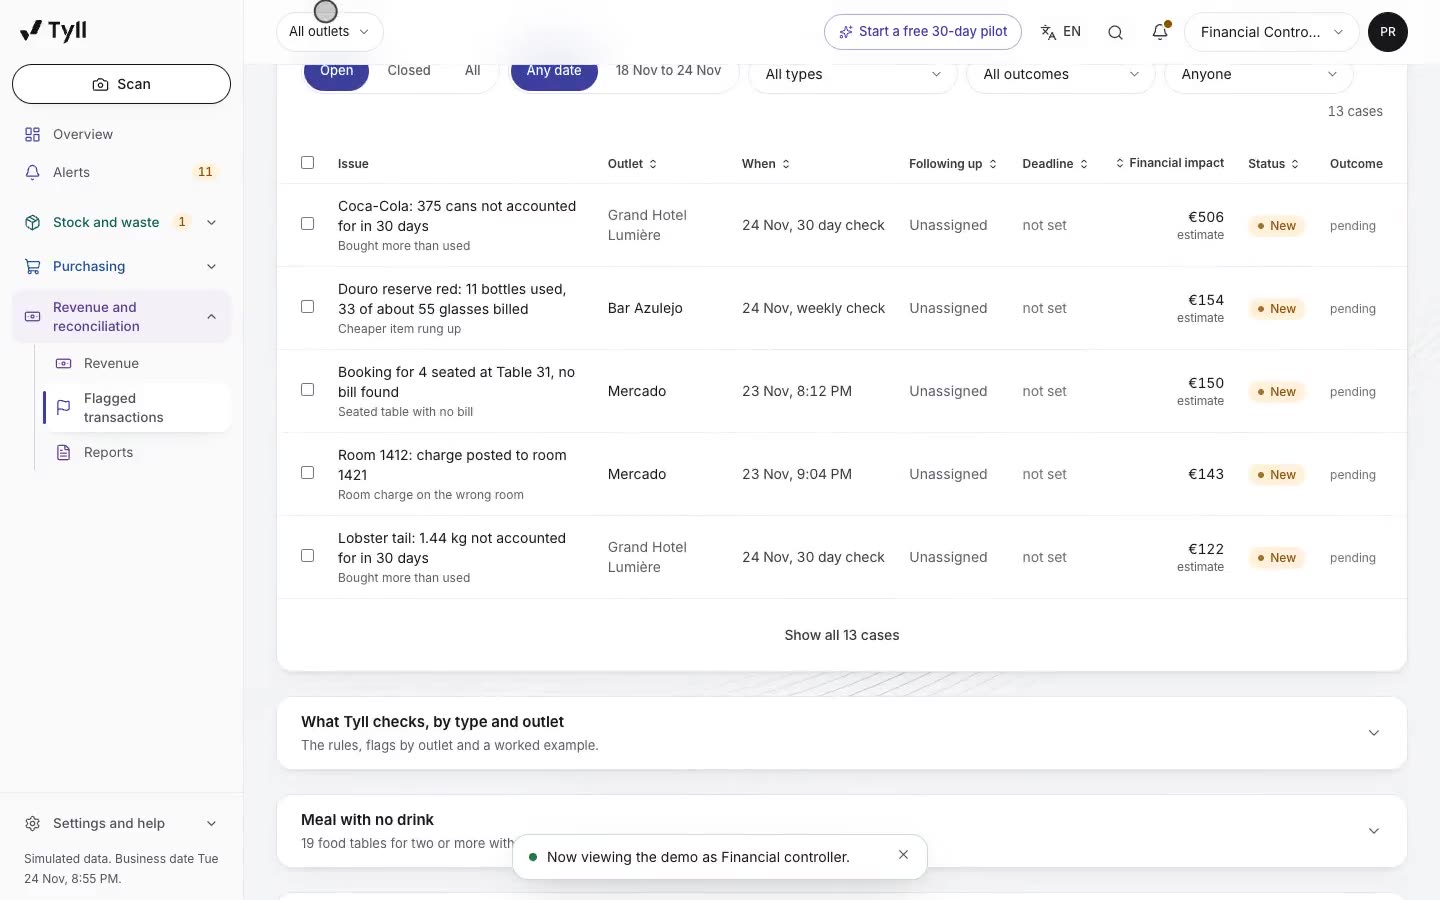 Tyll
All outlets
Start a free 30-day pilot
EN
Financial Contro...
PR
Scan
Overview
Alerts 11
Stock and waste 1
Purchasing
Revenue and
reconciliation
Revenue
Flagged
transactions
Reports
Settings and help
Simulated data. Business date Tue
24 Nov, 8:55 PM.
Open Closed All Any date 18 Nov to 24 Nov All types All outcomes Anyone
13 cases
Issue Outlet When Following up Deadline Financial impact Status Outcome
Coca-Cola: 375 cans not accounted
for in 30 days
Bought more than used
Grand Hotel
Lumière
24 Nov, 30 day check Unassigned not set
€506
estimate
New pending
Douro reserve red: 11 bottles used,
33 of about 55 glasses billed
Cheaper item rung up
Bar Azulejo 24 Nov, weekly check Unassigned not set
€154
estimate
New pending
Booking for 4 seated at Table 31, no
bill found
Seated table with no bill
Mercado 23 Nov, 8:12 PM Unassigned not set
€150
estimate
New pending
Room 1412: charge posted to room
1421
Room charge on the wrong room
Mercado 23 Nov, 9:04 PM Unassigned not set €143 New pending
Lobster tail: 1.44 kg not accounted
for in 30 days
Bought more than used
Grand Hotel
Lumière
24 Nov, 30 day check Unassigned not set
€122
estimate
New pending
Show all 13 cases
What Tyll checks, by type and outlet
The rules, flags by outlet and a worked example.
Meal with no drink
19 food tables for two or more with
Now viewing the demo as Financial controller.